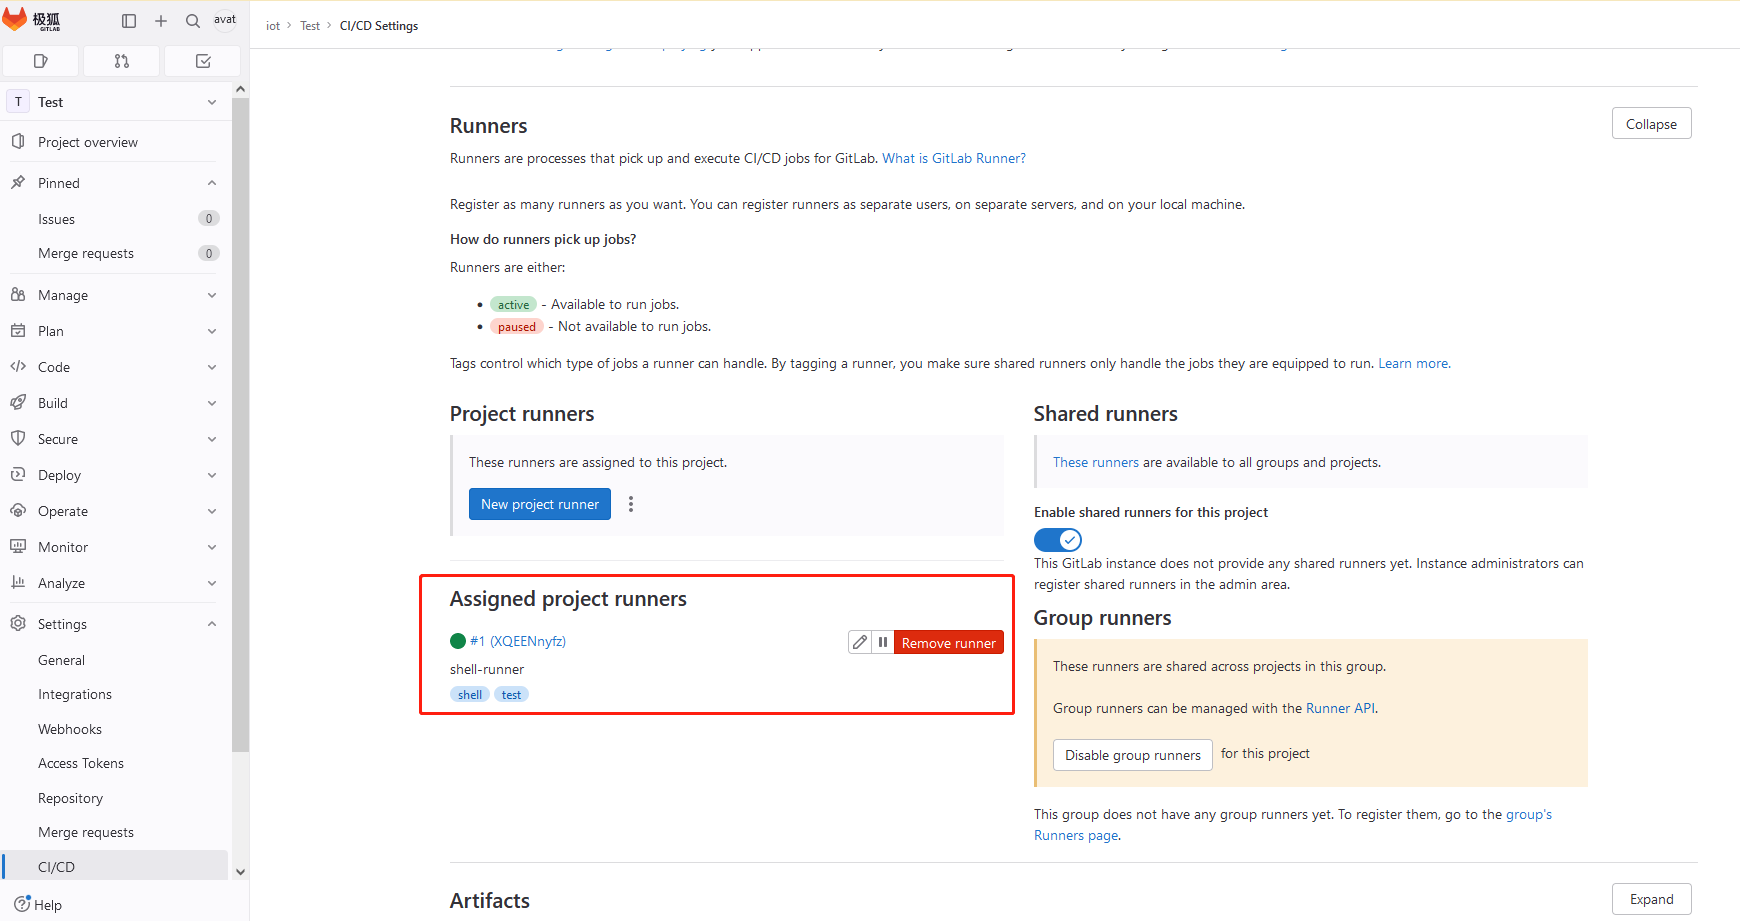 极狐
GITLAB
avat
iot > Test > CI/CD Settings
T Test
Project overview
Pinned
Issues 0
Merge requests 0
Manage
Plan
Code
Build
Secure
Deploy
Operate
Monitor
Analyze
Settings
General
Integrations
Webhooks
Access Tokens
Repository
Merge requests
CI/CD
Help
Runners
Collapse
Runners are processes that pick up and execute CI/CD jobs for GitLab. What is GitLab Runner?
Register as many runners as you want. You can register runners as separate users, on separate servers, and on your local machine.
How do runners pick up jobs?
Runners are either:
• active - Available to run jobs.
• paused - Not available to run jobs.
Tags control which type of jobs a runner can handle. By tagging a runner, you make sure shared runners only handle the jobs they are equipped to run. Learn more.
Project runners
These runners are assigned to this project.
New project runner
Assigned project runners
#1 (XQEENnyfz)
Remove runner
shell-runner
shell test
Shared runners
These runners are available to all groups and projects.
Enable shared runners for this project
This GitLab instance does not provide any shared runners yet. Instance administrators can
register shared runners in the admin area.
Group runners
These runners are shared across projects in this group.
Group runners can be managed with the Runner API.
Disable group runners for this project
This group does not have any group runners yet. To register them, go to the group's
Runners page.
Artifacts
Expand